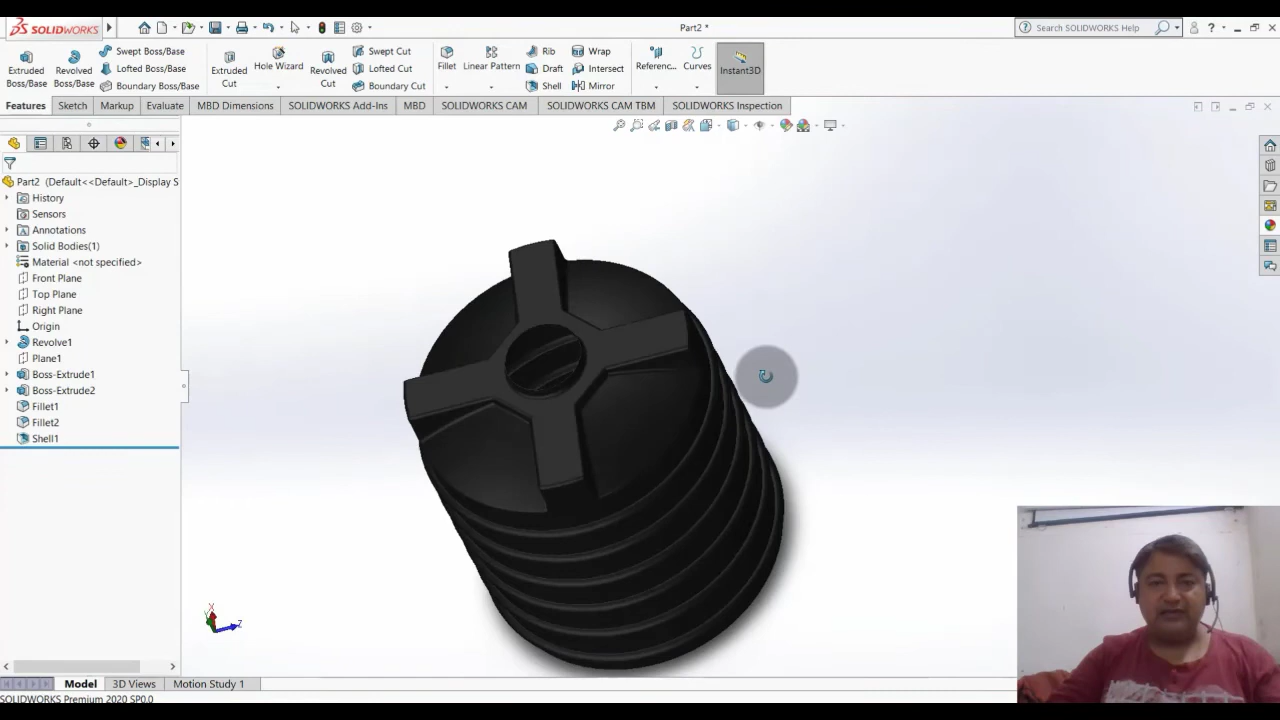 SOLIDWORKS
Part2 *
Search SOLIDWORKS Help
Extruded Boss/Base
Revolved Boss/Base
Swept Boss/Base
Lofted Boss/Base
Boundary Boss/Base
Extruded Cut
Hole Wizard
Revolved Cut
Swept Cut
Lofted Cut
Boundary Cut
Fillet
Linear Pattern
Rib
Draft
Shell
Wrap
Intersect
Mirror
Referenc...
Curves
Instant3D
Features
Sketch
Markup
Evaluate
MBD Dimensions
SOLIDWORKS Add-Ins
MBD
SOLIDWORKS CAM
SOLIDWORKS CAM TBM
SOLIDWORKS Inspection
Part2 (Default<<Default>_Display S
History
Sensors
Annotations
Solid Bodies(1)
Material <not specified>
Front Plane
Top Plane
Right Plane
Origin
Revolve1
Plane1
Boss-Extrude1
Boss-Extrude2
Fillet1
Fillet2
Shell1
X
Y
Z
Model
3D Views
Motion Study 1
SOLIDWORKS Premium 2020 SP0.0